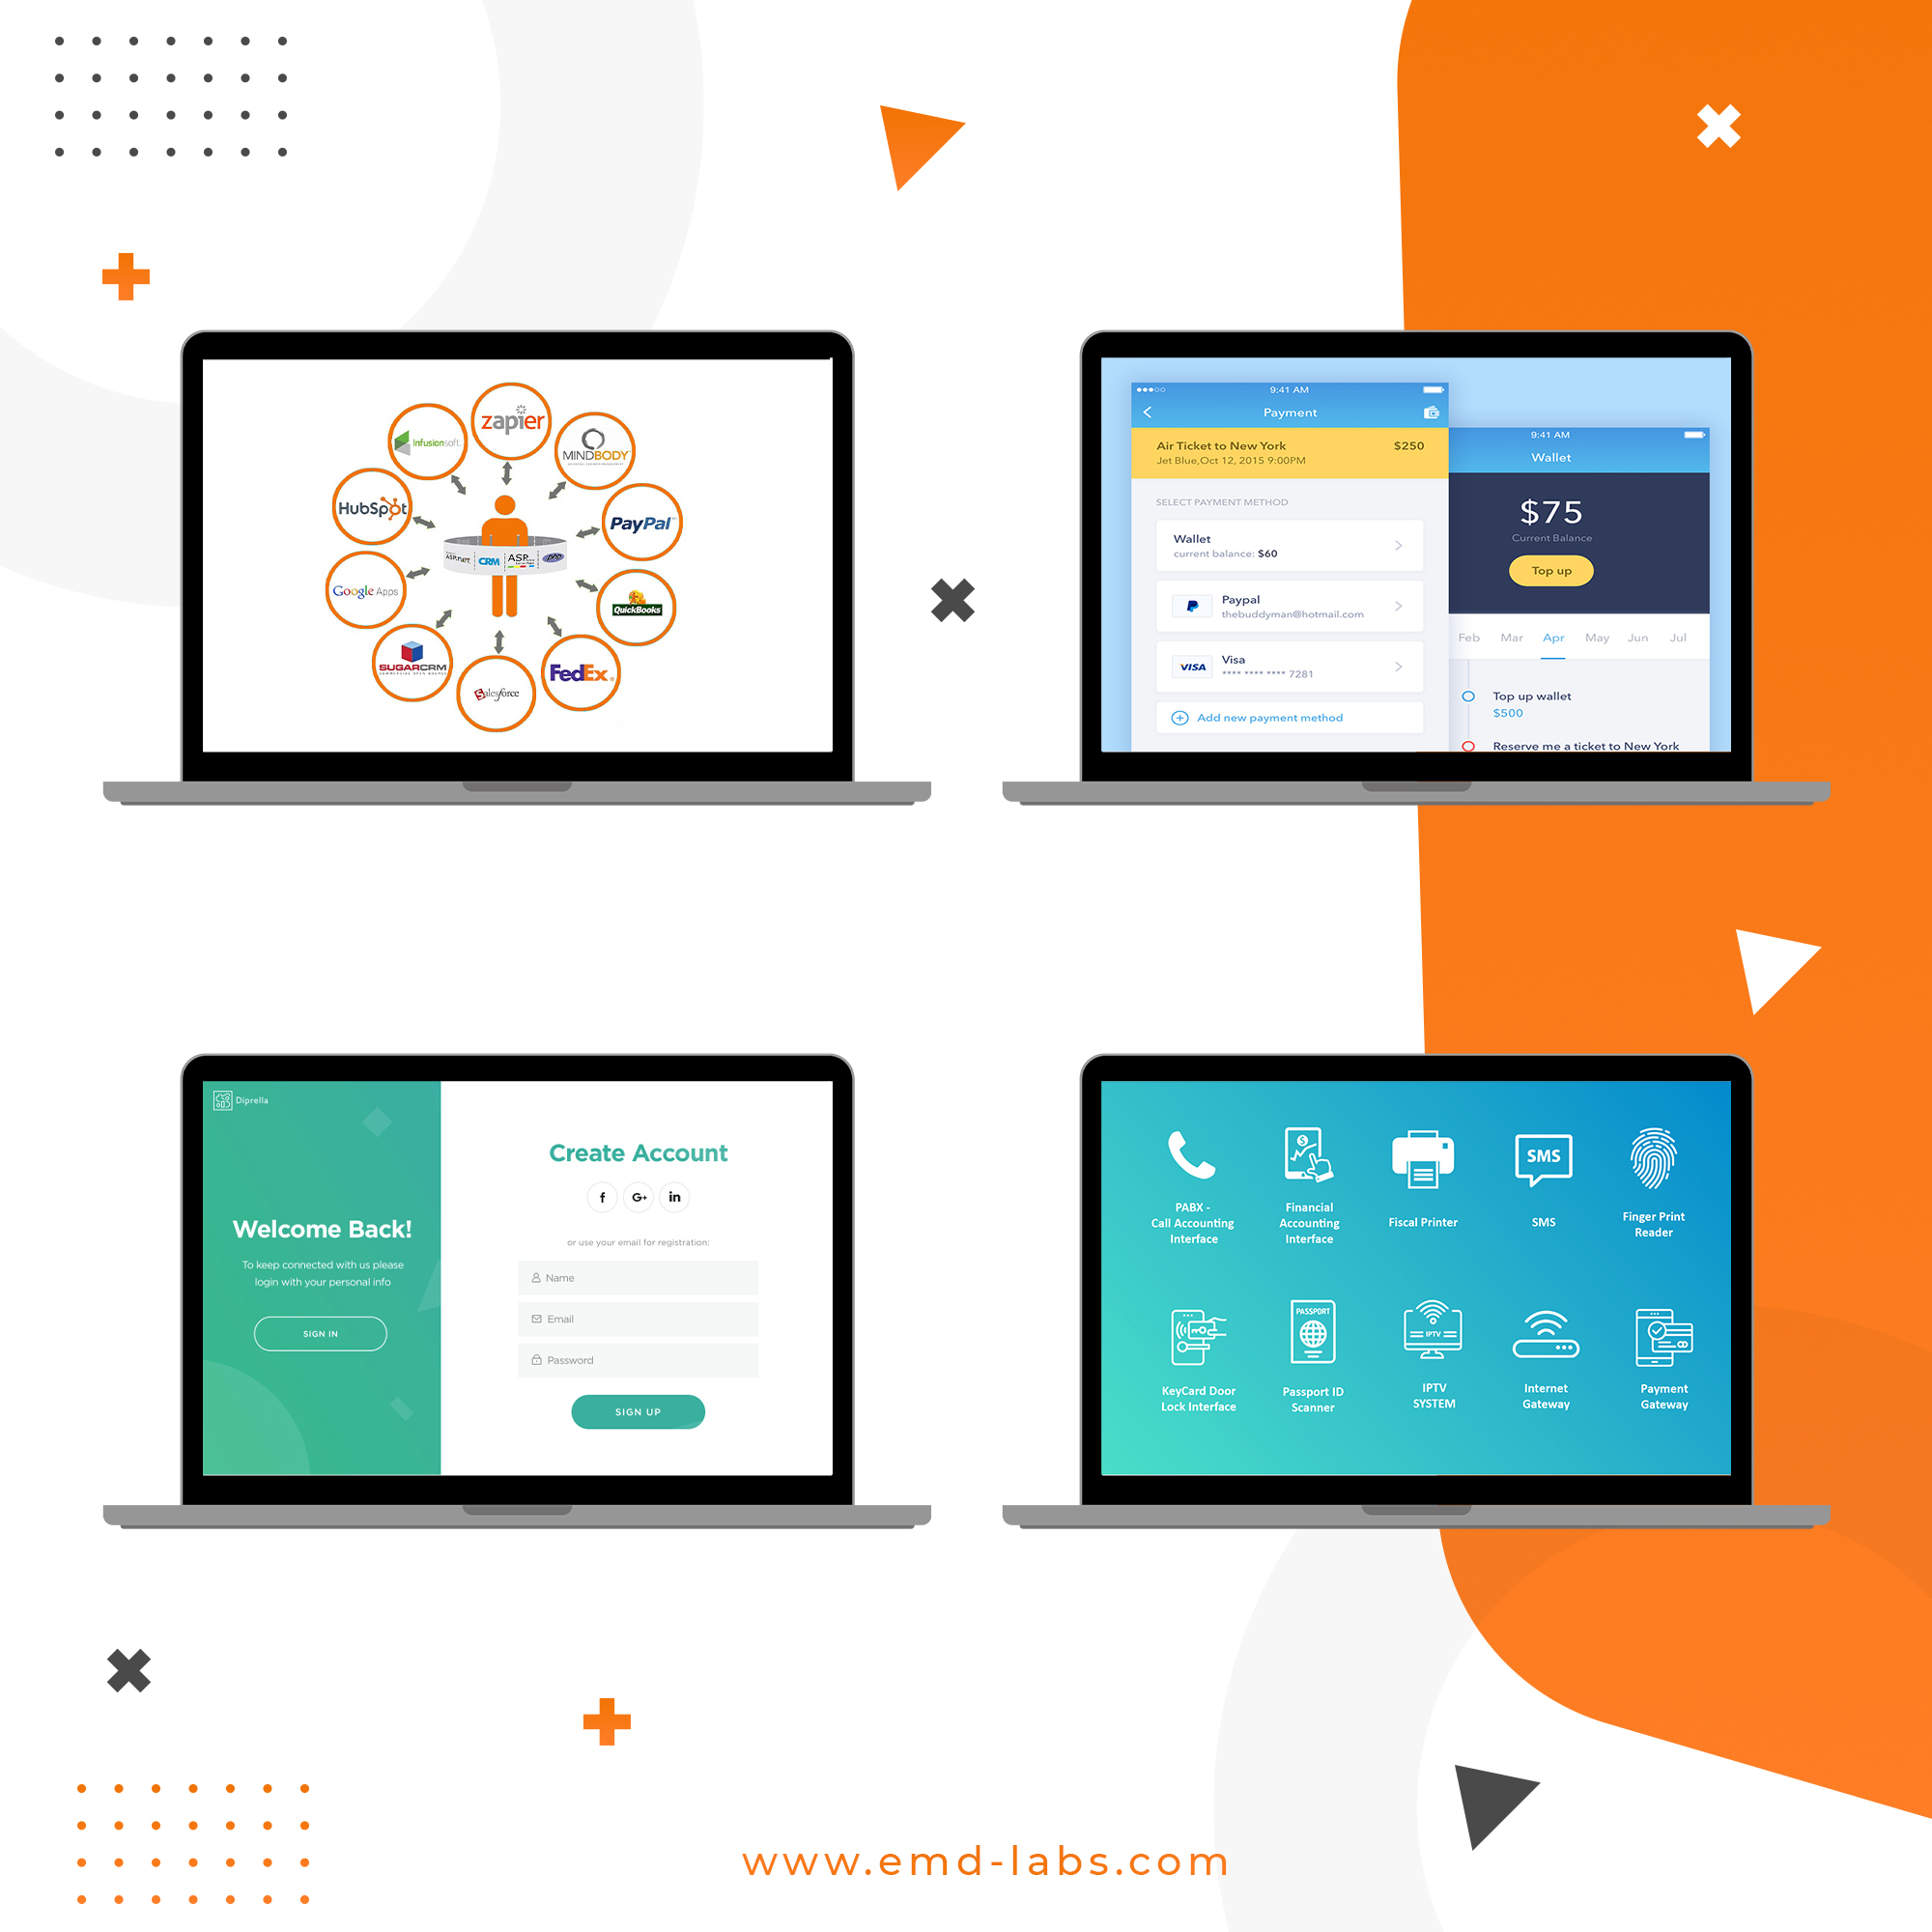 zapier
Infusionsoft.
MINDBODY
HubSpot
PayPal
ASP.net
CRM
ASP
php
Google Apps
QuickBooks
SUGARCRM
COMMERCIAL OPEN SOURCE
salesforce
FedEx
9:41 AM
Payment
Air Ticket to New York $250
Jet Blue,Oct 12, 2015 9:00PM
SELECT PAYMENT METHOD
Wallet
current balance: $60
Paypal
thebuddyman@hotmail.com
VISA Visa
**** **** **** 7281
Add new payment method
9:41 AM
Wallet
$75
Current Balance
Top up
Feb Mar Apr May Jun Jul
Top up wallet
$500
Reserve me a ticket to New York
Diprella
Welcome Back!
To keep connected with us please
login with your personal info
SIGN IN
Create Account
f G+ in
or use your email for registration:
Name
Email
Password
SIGN UP
PABX -
Call Accounting
Interface
Financial
Accounting
Interface
Fiscal Printer
SMS
SMS
Finger Print
Reader
KeyCard Door
Lock Interface
PASSPORT
Passport ID
Scanner
IPTV
IPTV
SYSTEM
Internet
Gateway
Payment
Gateway
www.emd-labs.com